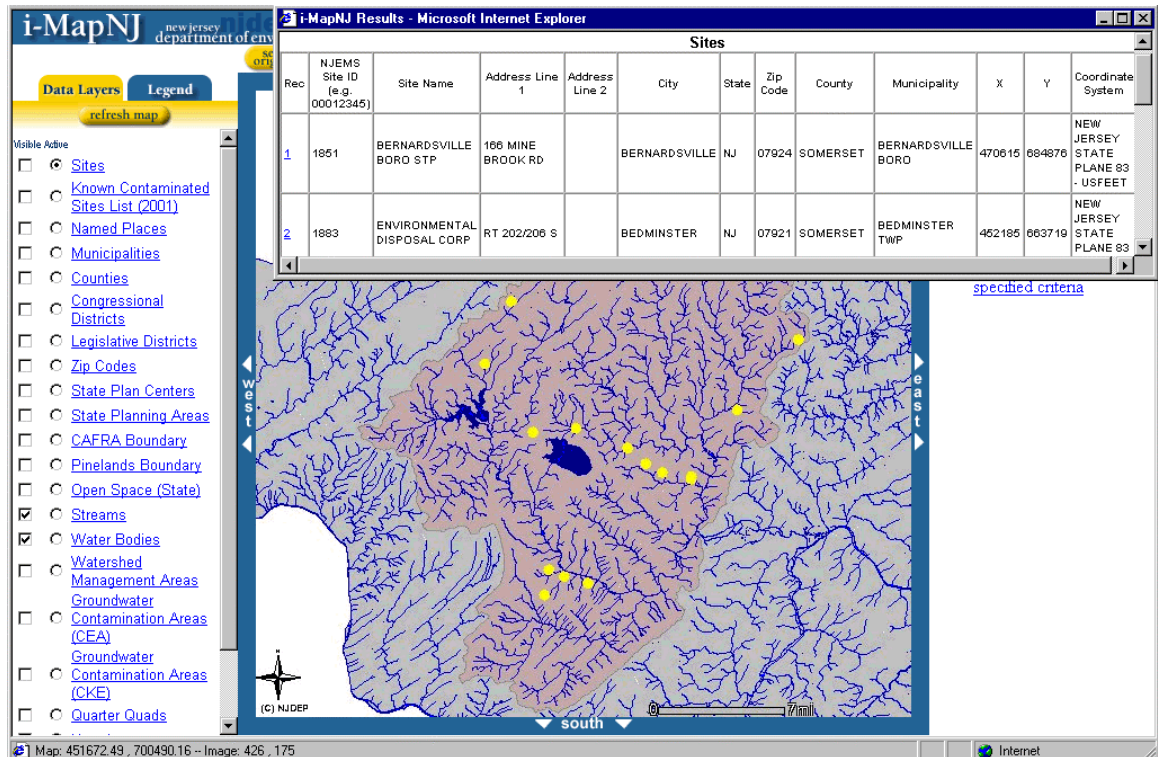 i-MapNJ new jersey
department of env
Data Layers Legend
refresh map
Visible Active
Sites
Known Contaminated
Sites List (2001)
Named Places
Municipalities
Counties
Congressional
Districts
Legislative Districts
Zip Codes
State Plan Centers
State Planning Areas
CAFRA Boundary
Pinelands Boundary
Open Space (State)
Streams
Water Bodies
Watershed
Management Areas
Groundwater
Contamination Areas
(CEA)
Groundwater
Contamination Areas
(CKE)
Quarter Quads
i-MapNJ Results - Microsoft Internet Explorer
Sites
Rec NJEMS Site ID (e.g. 00012345) Site Name Address Line 1 Address Line 2 City State Zip Code County Municipality X Y Coordinate System
1 1851 BERNARDSVILLE BORO STP 166 MINE BROOK RD BERNARDSVILLE NJ 07924 SOMERSET BERNARDSVILLE BORO 470615 684876 NEW JERSEY STATE PLANE 83 - USFEET
2 1883 ENVIRONMENTAL DISPOSAL CORP RT 202/206 S BEDMINSTER NJ 07921 SOMERSET BEDMINSTER TWP 452185 663719 NEW JERSEY STATE PLANE 83
specified criteria
west
east
(C) NJDEP
0 7mi
south
Map: 451672.49 , 700490.16 -- Image: 426 , 175
Internet